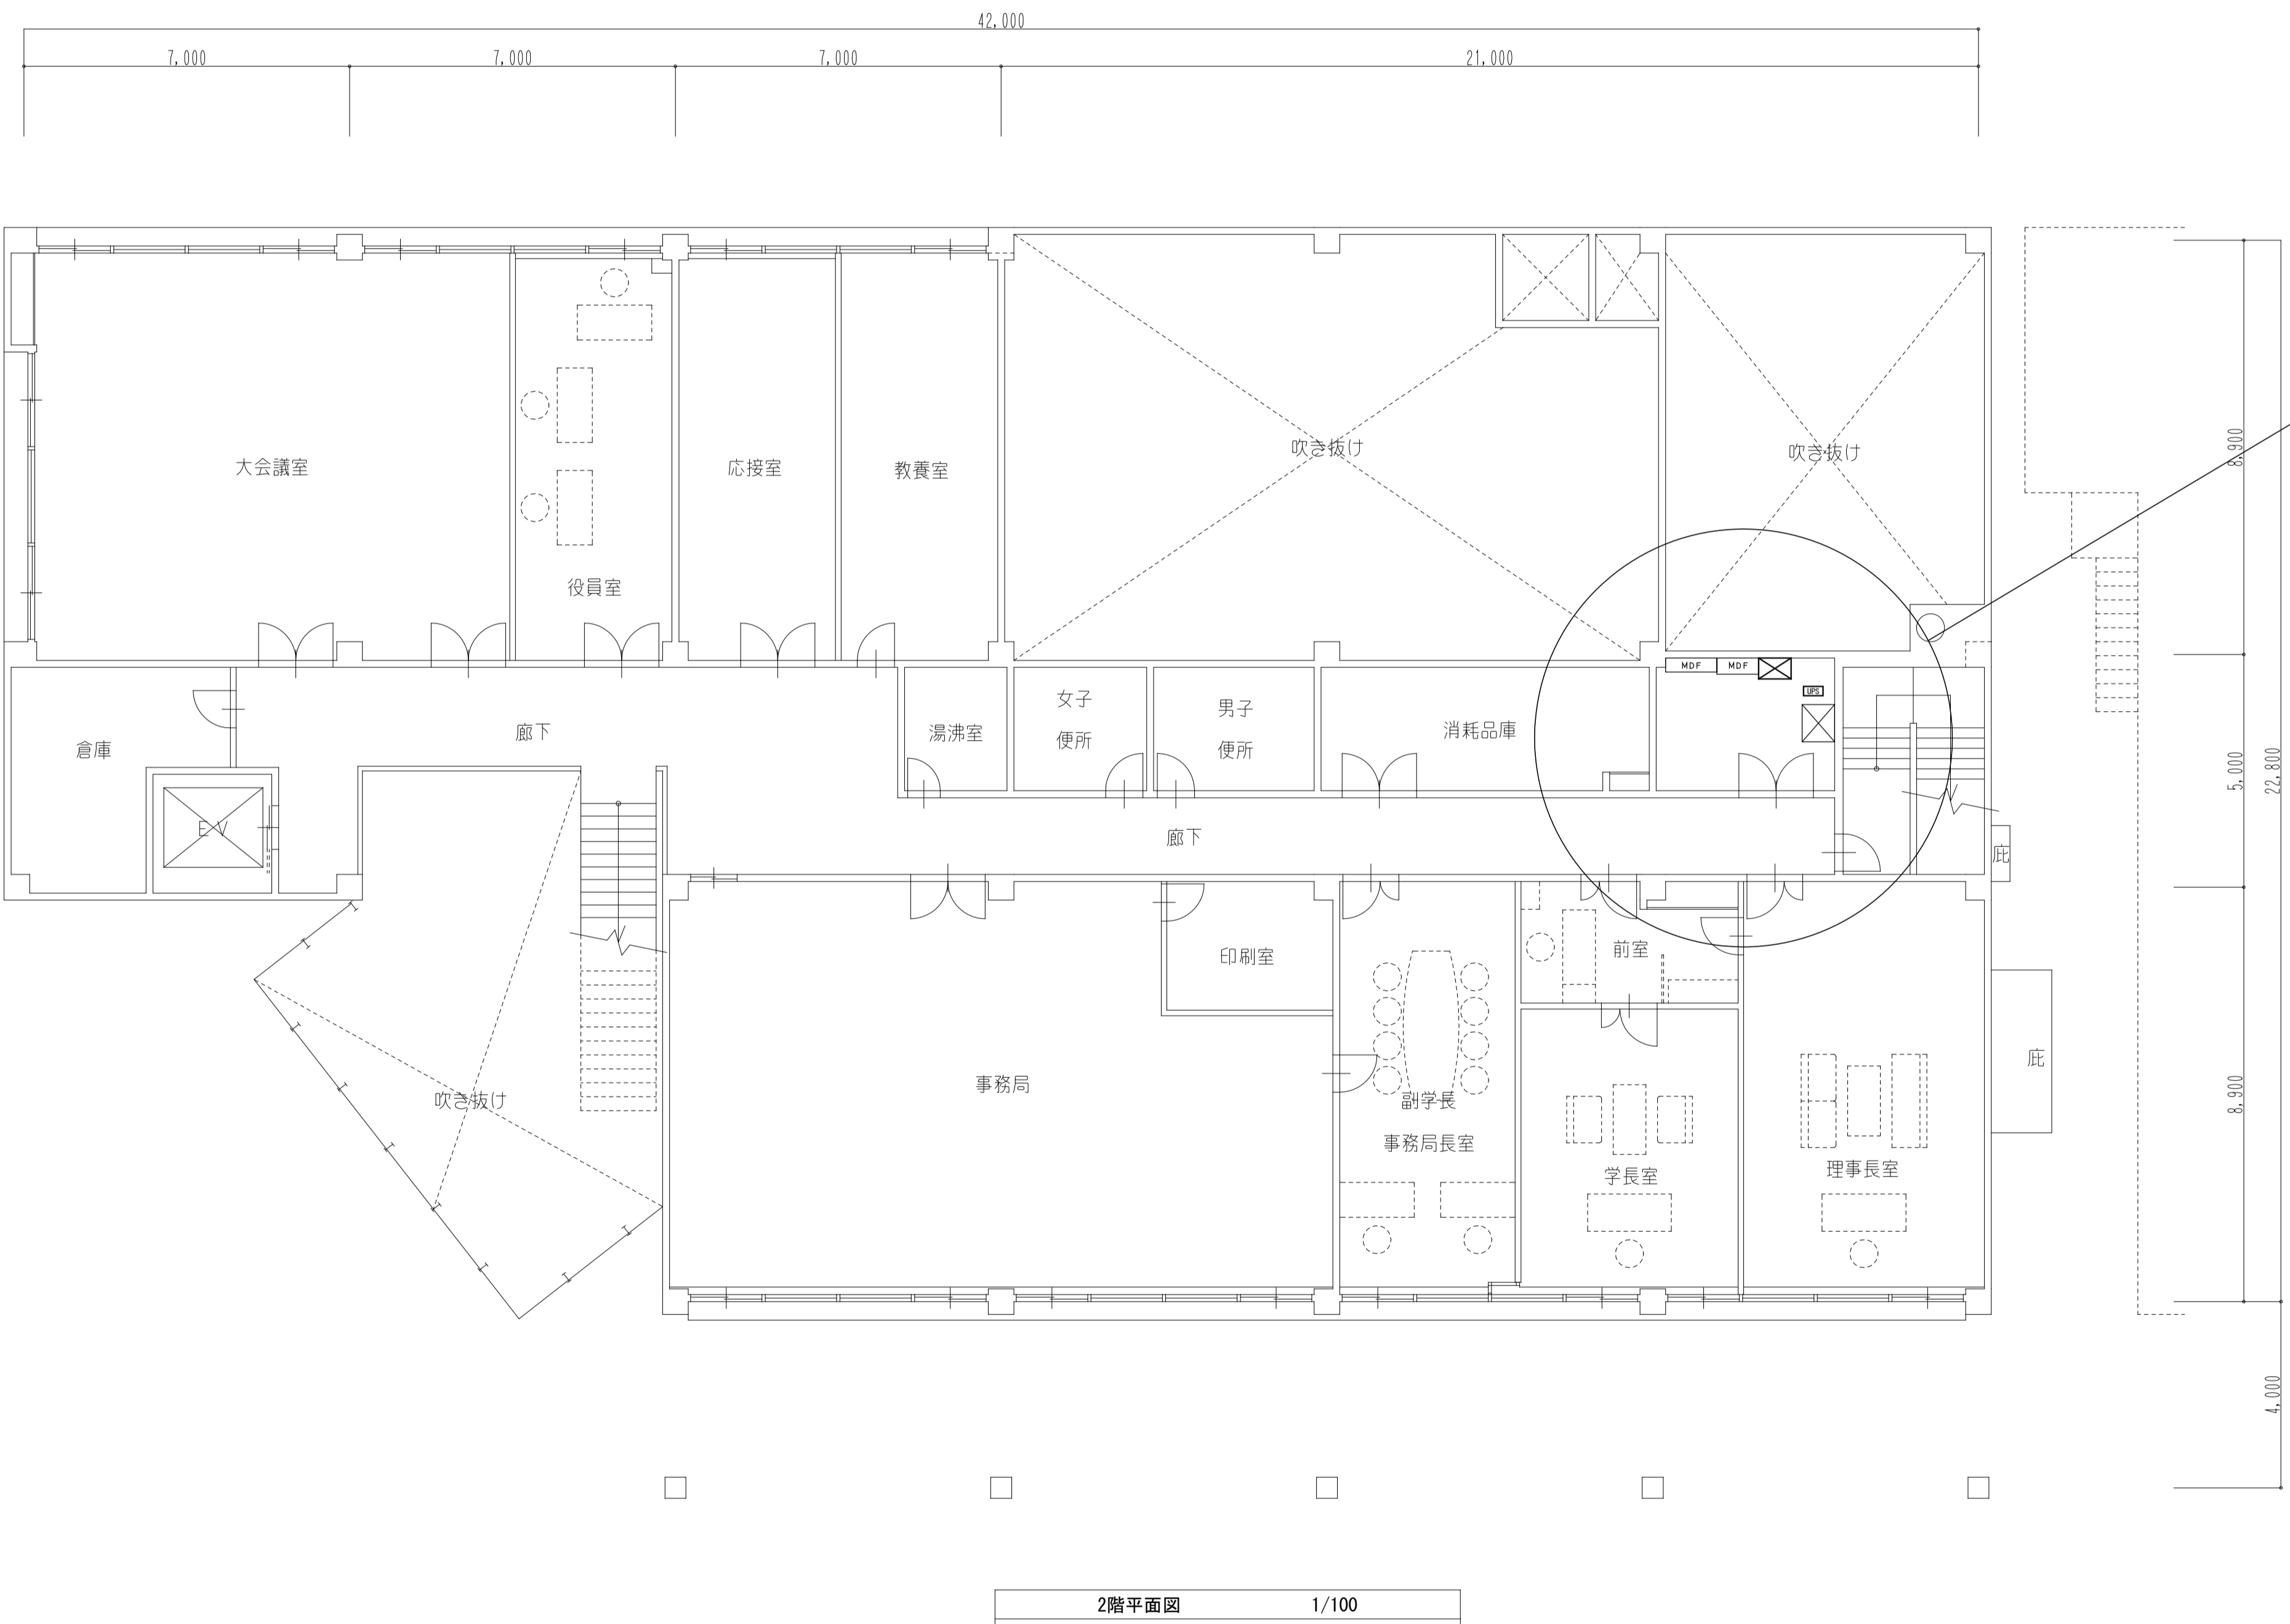 42,000
7,000
7,000
7,000
21,000
8,900
吹き抜け
吹き抜け
大会議室
応接室
教養室
役員室
MDF
MDF
UPS
女子
便所
男子
便所
湯沸室
消耗品庫
廊下
倉庫
5,000
22,800
EV
廊下
庇
前室
印刷室
庇
事務局
吹き抜け
副学長
事務局長室
学長室
理事長室
8,900
4,000
2階平面図 1/100